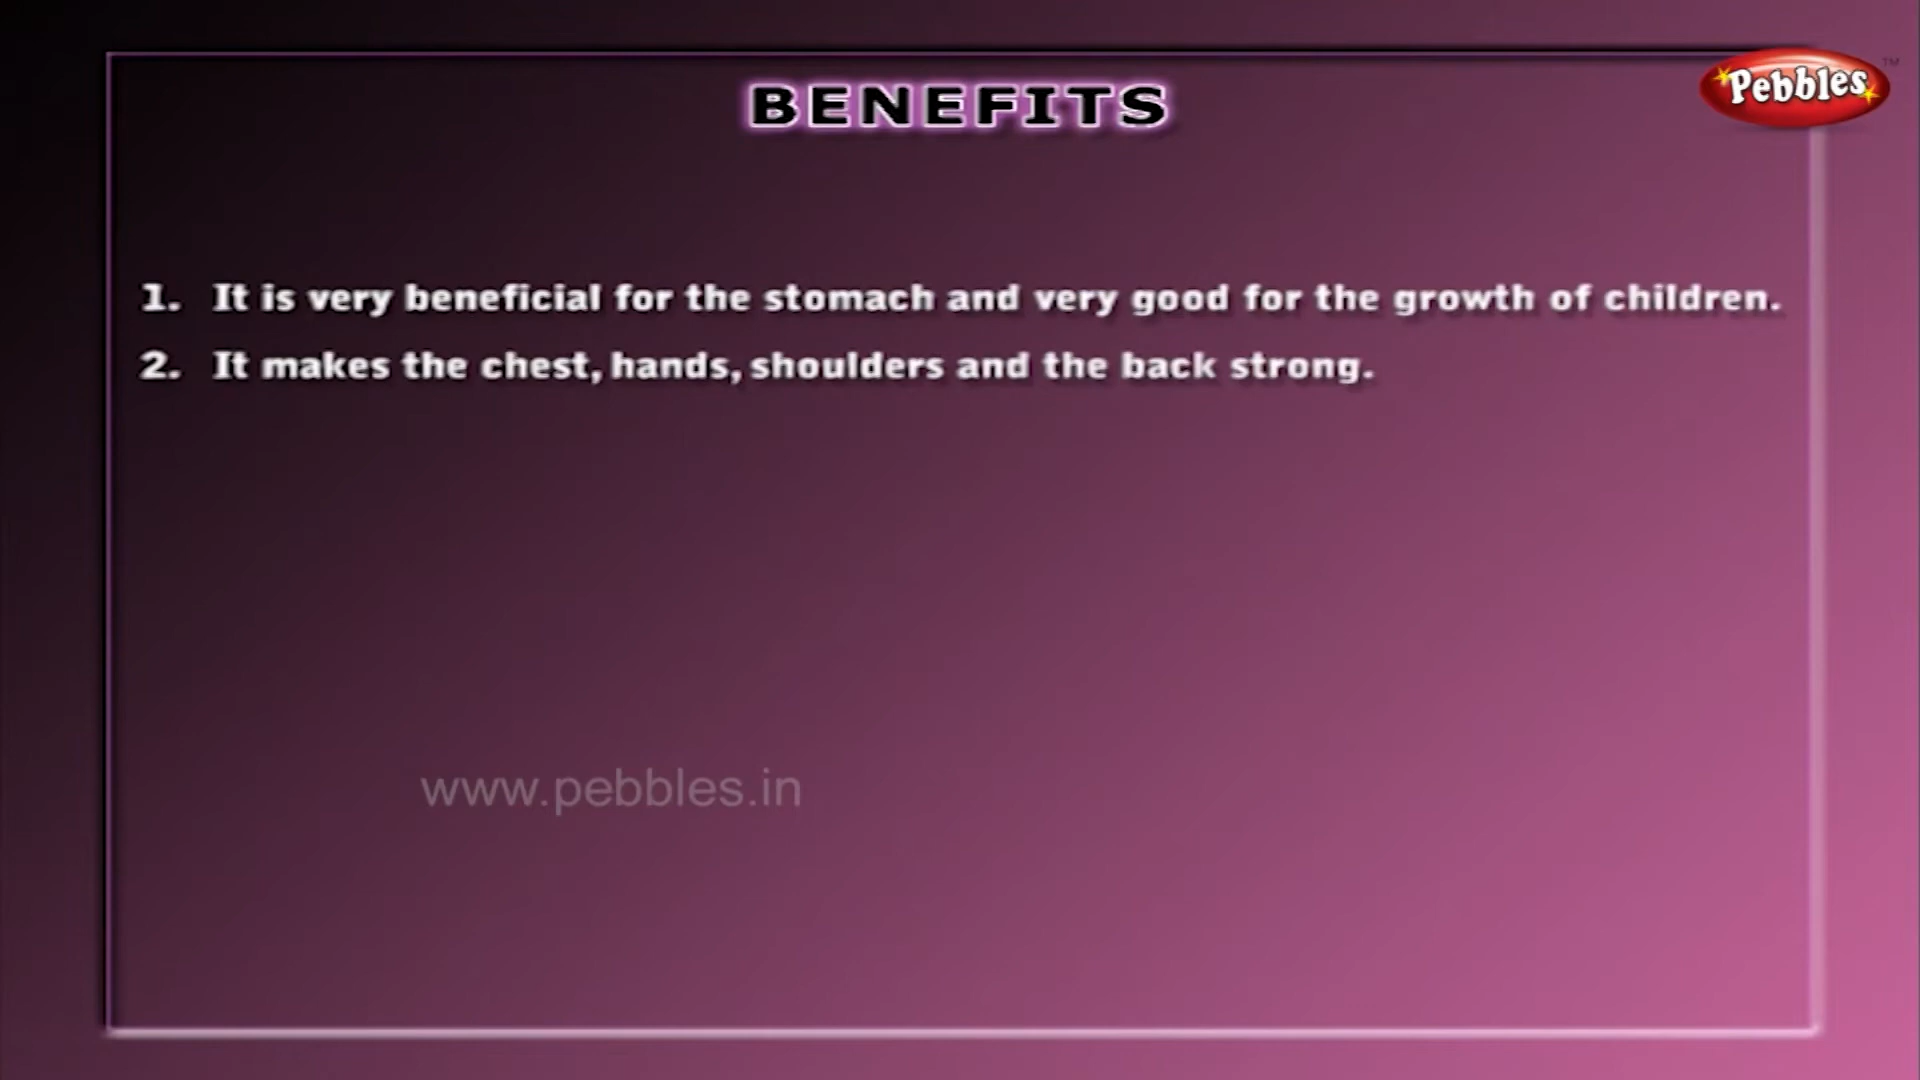 BENEFITS
Pebbles™
1. It is very beneficial for the stomach and very good for the growth of children.
2. It makes the chest, hands, shoulders and the back strong.
www.pebbles.in